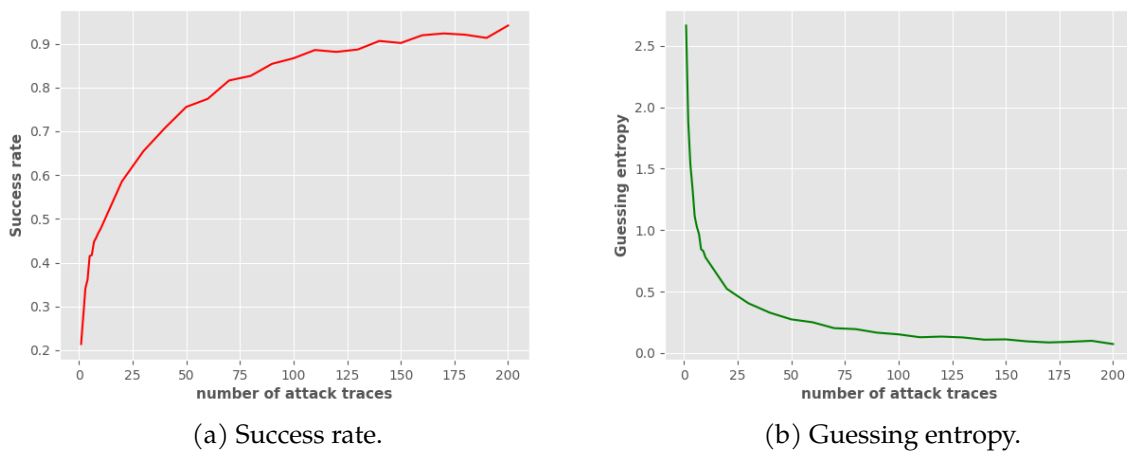 0.9
0.8
0.7
0.6
0.5
0.4
0.3
0.2
Success rate
0 25 50 75 100 125 150 175 200
number of attack traces
(a) Success rate.
2.5
2.0
1.5
1.0
0.5
0.0
Guessing entropy
0 25 50 75 100 125 150 175 200
number of attack traces
(b) Guessing entropy.